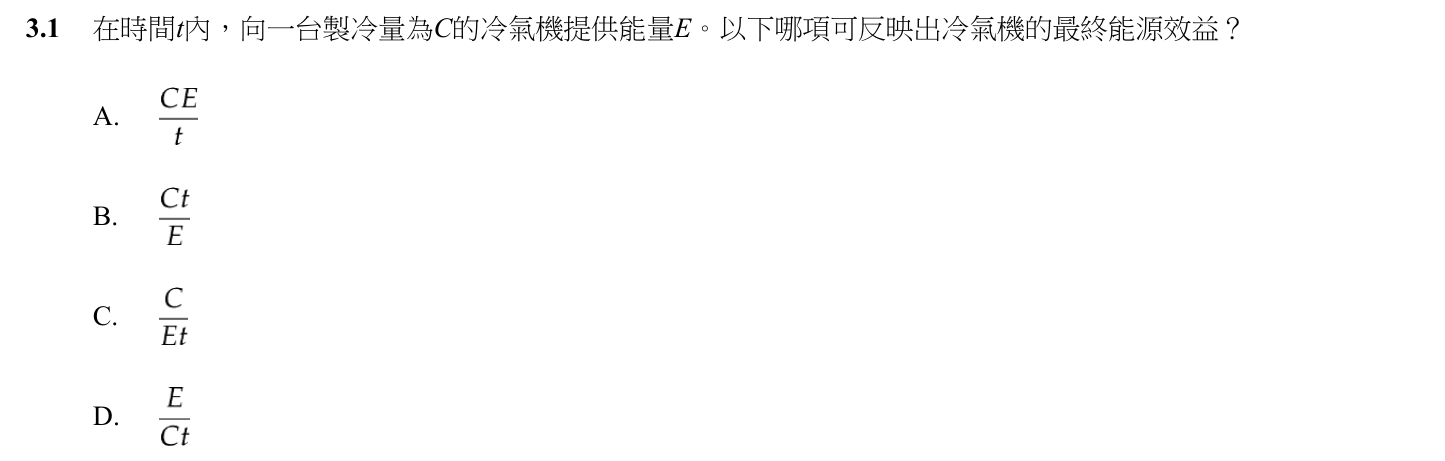 3.1 在時間t內，向一台製冷量為C的冷氣機提供能量E。以下哪項可反映出冷氣機的最終能源效益？
A. CE/t
B. Ct/E
C. C/Et
D. E/Ct